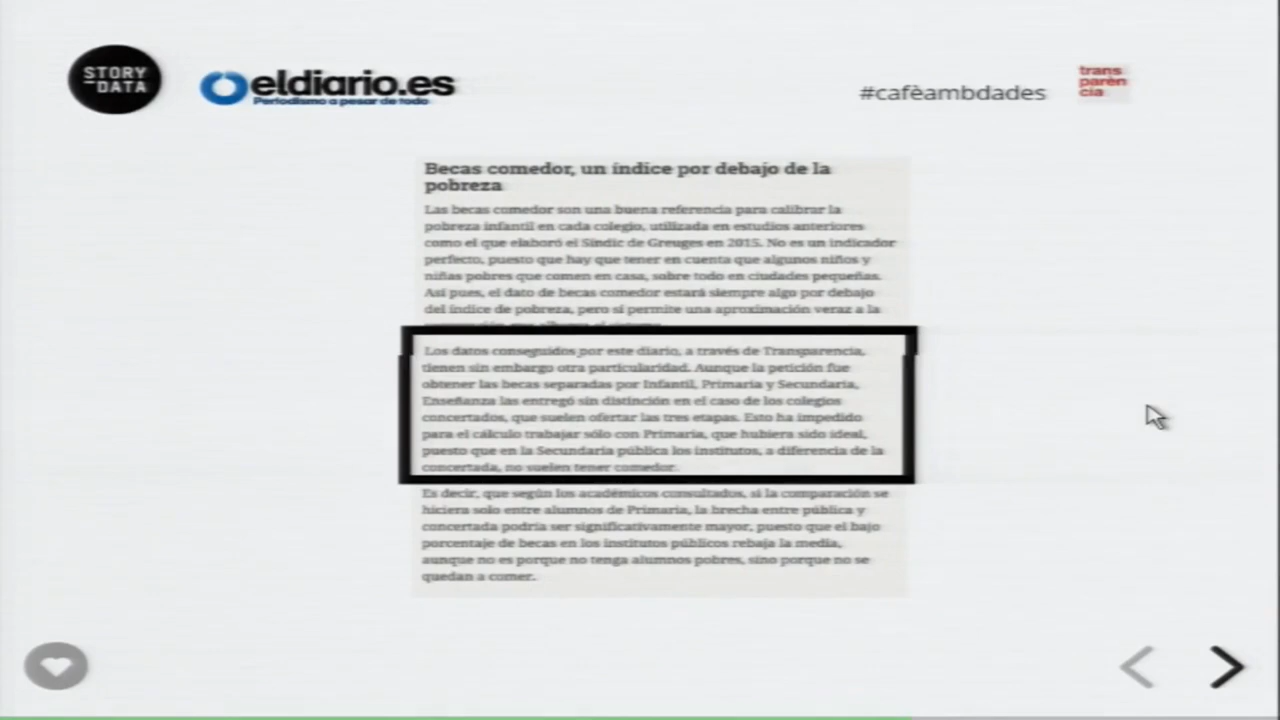 STORY
DATA
eldiario.es
Periodismo a pesar de todo
#cafèambdades
trans
parèn
cia
Becas comedor, un índice por debajo de la
pobreza
Las becas comedor son una buena referencia para calibrar la
pobreza infantil en cada colegio, utilizada en estudios anteriores
como el que elaboró el Síndic de Greuges en 2015. No es un indicador
perfecto, puesto que hay que tener en cuenta que algunos niños y
niñas pobres que comen en casa, sobre todo en ciudades pequeñas.
Así pues, el dato de becas comedor estará siempre algo por debajo
del índice de pobreza, pero sí permite una aproximación veraz a la
Los datos conseguidos por este diario, a través de Transparencia,
tienen sin embargo otra particularidad. Aunque la petición fue
obtener las becas separadas por Infantil, Primaria y Secundaria,
Enseñanza las entregó sin distinción en el caso de los colegios
concertados, que suelen ofertar las tres etapas. Esto ha impedido
para el cálculo trabajar sólo con Primaria, que hubiera sido ideal,
puesto que en la Secundaria pública los institutos, a diferencia de la
concertada, no suelen tener comedor.
Es decir, que según los académicos consultados, si la comparación se
hiciera solo entre alumnos de Primaria, la brecha entre pública y
concertada podría ser significativamente mayor, puesto que el bajo
porcentaje de becas en los institutos públicos rebaja la media,
aunque no es porque no tenga alumnos pobres, sino porque no se
quedan a comer.